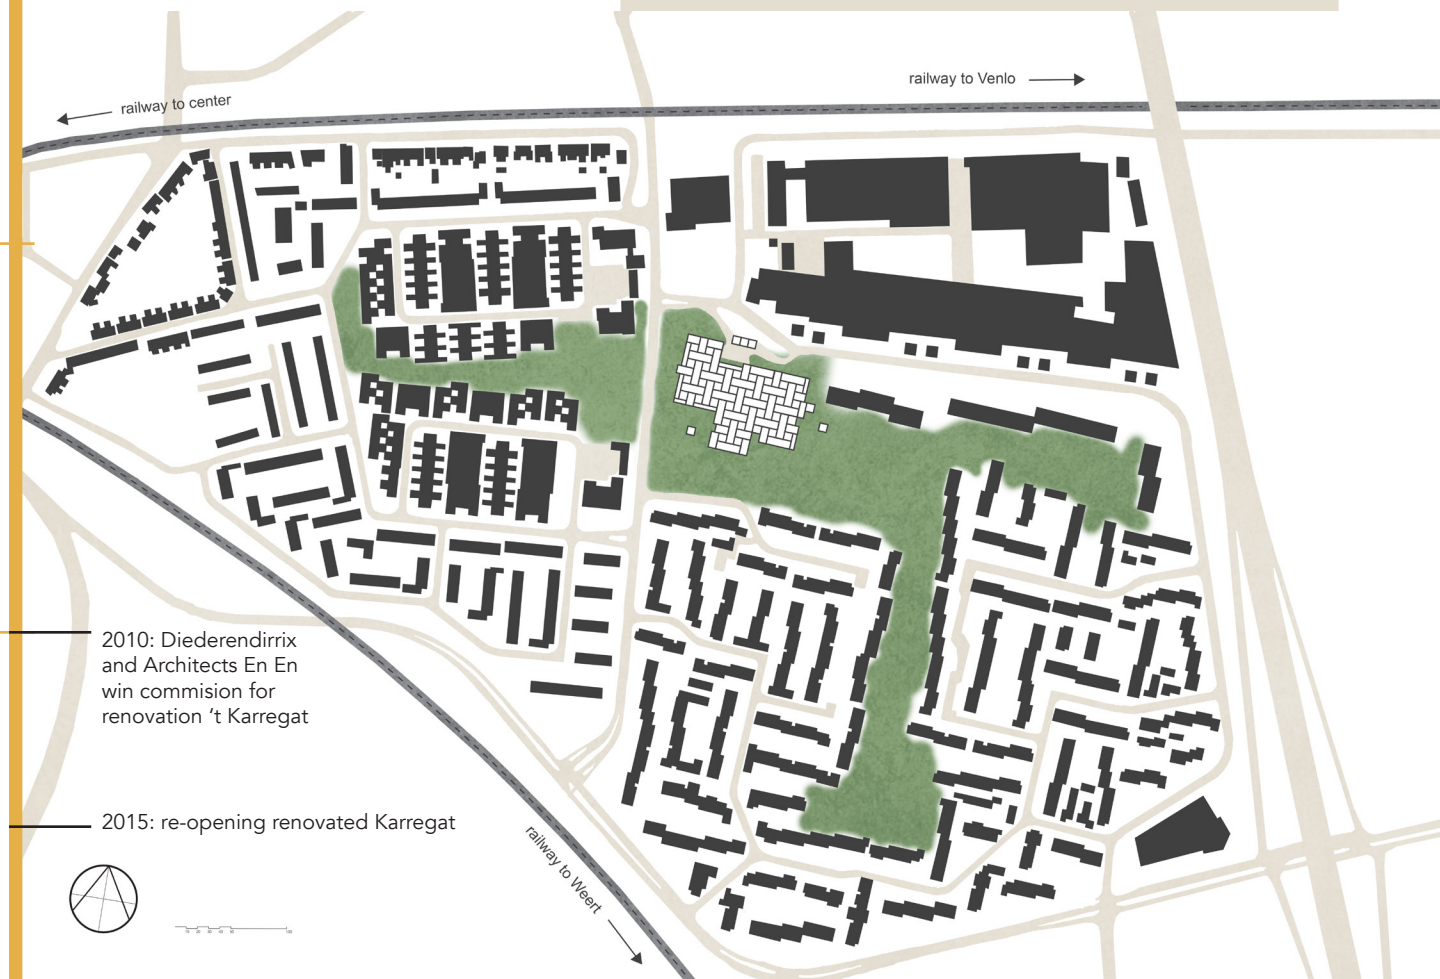 railway to Venlo
railway to center
2010: Diederendirrix
and Architects En En
win commision for
renovation ‘t Karregat
2015: re-opening renovated Karregat
railway to Weert